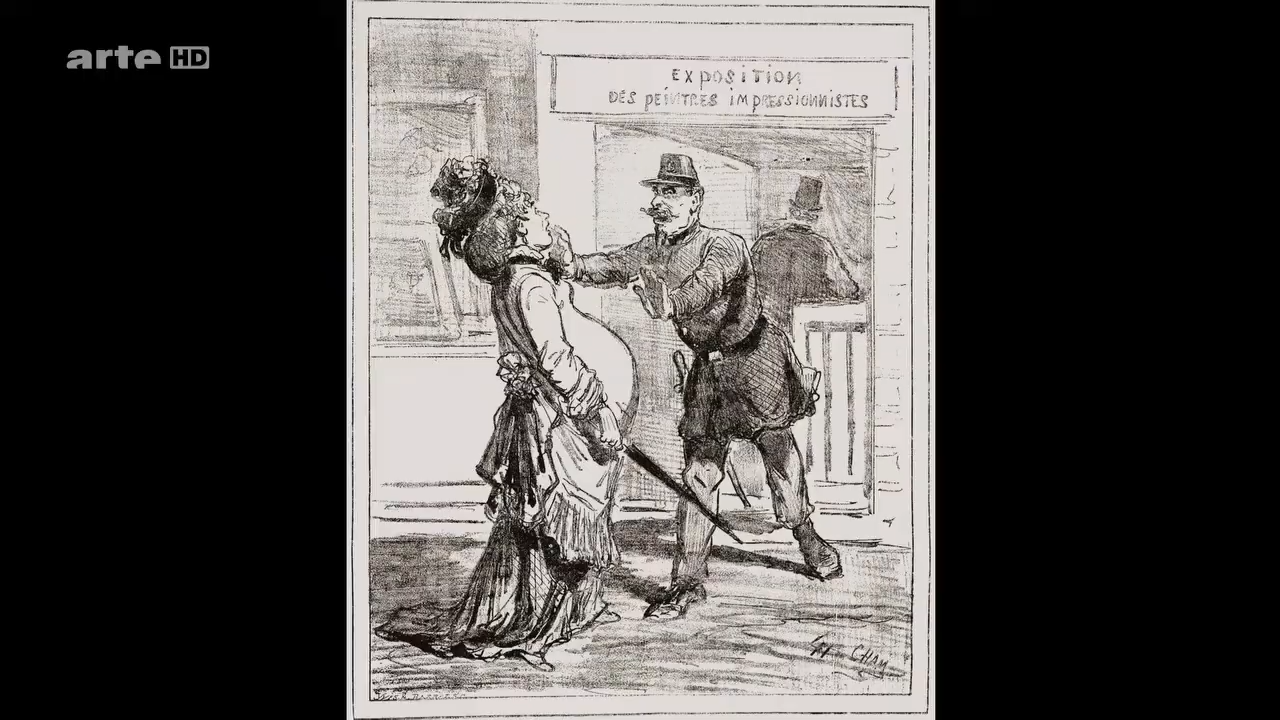 arte HD
EXPOSITION
DES PEINTRES IMPRESSIONNISTES
CHAM